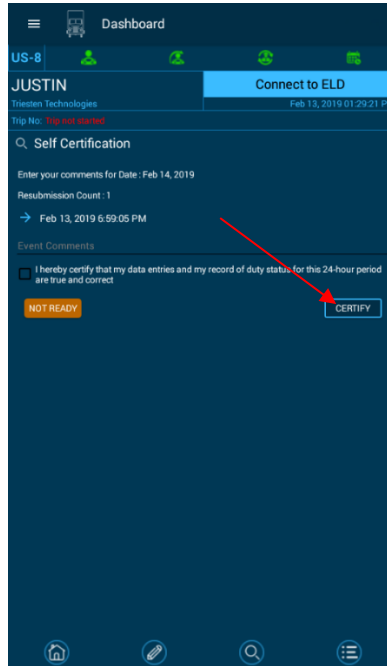 Dashboard
US-8
JUSTIN
Connect to ELD
Triesten Technologies
Feb 13, 2019 01:29:21 P
Trip No: Trip not started
Self Certification
Enter your comments for Date : Feb 14, 2019
Resubmission Count : 1
Feb 13, 2019 6:59:05 PM
Event Comments
I hereby certify that my data entries and my record of duty status for this 24-hour period
are true and correct
NOT READY
CERTIFY